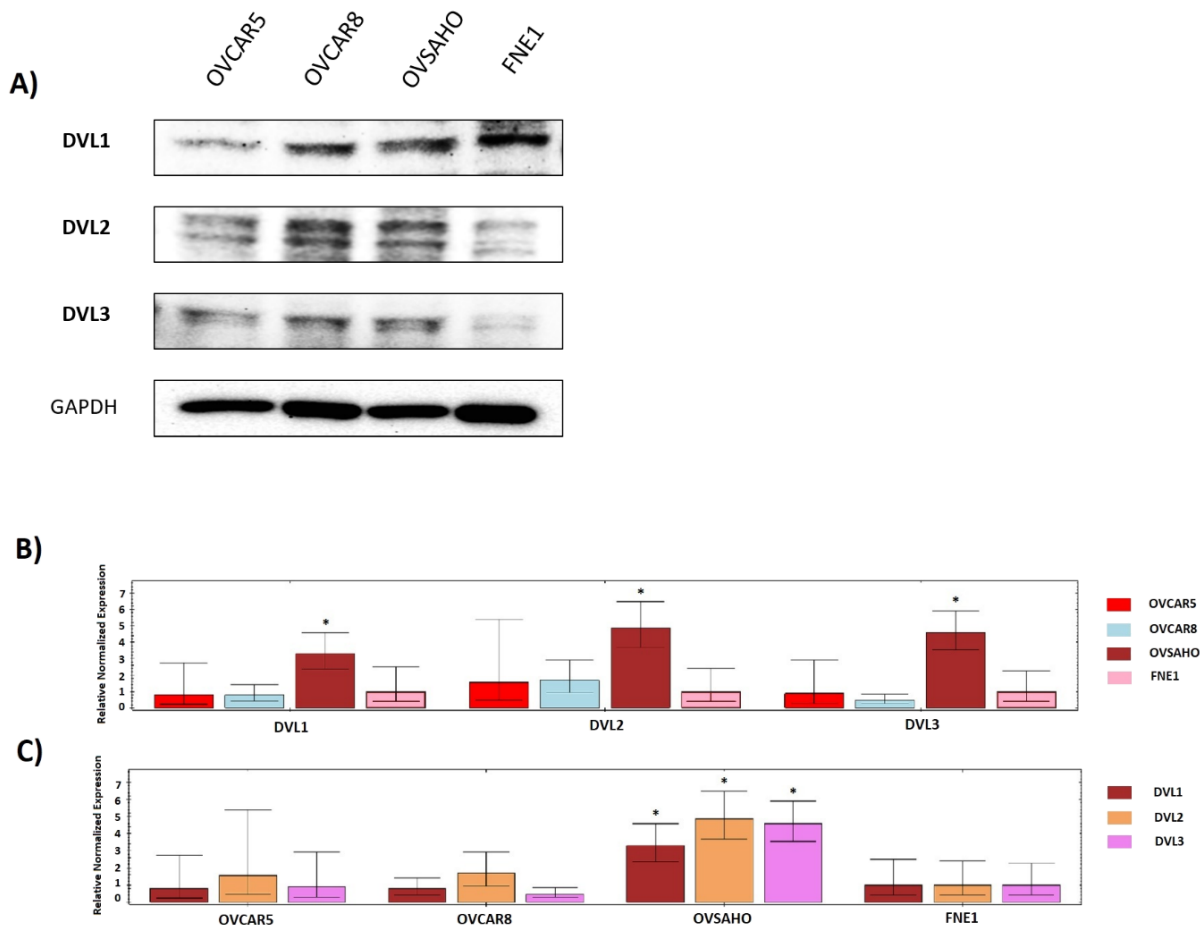 OVCAR5 OVCAR8 OVSAHO FNE1
A)
DVL1
DVL2
DVL3
GAPDH
B)
Relative Normalized Expression
7
6
5
4
3
2
1
0
*
*
*
DVL1 DVL2 DVL3
OVCAR5
OVCAR8
OVSAHO
FNE1
C)
Relative Normalized Expression
7
6
5
4
3
2
1
0
*
*
*
OVCAR5 OVCAR8 OVSAHO FNE1
DVL1
DVL2
DVL3